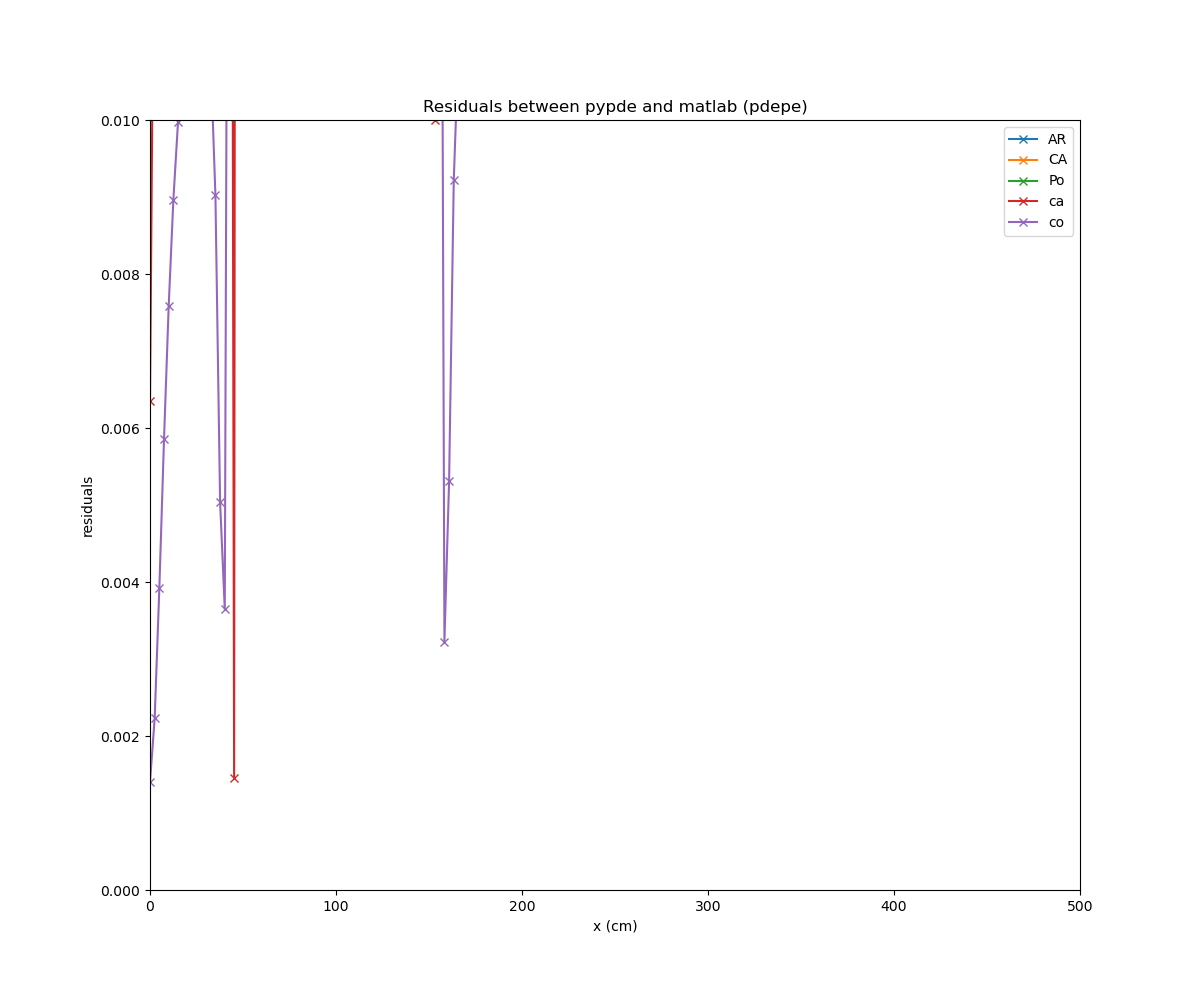 Residuals between pypde and matlab (pdepe)
0.010
0.008
0.006
0.004
0.002
0.000
residuals
0 100 200 300 400 500
x (cm)
AR
CA
Po
ca
co